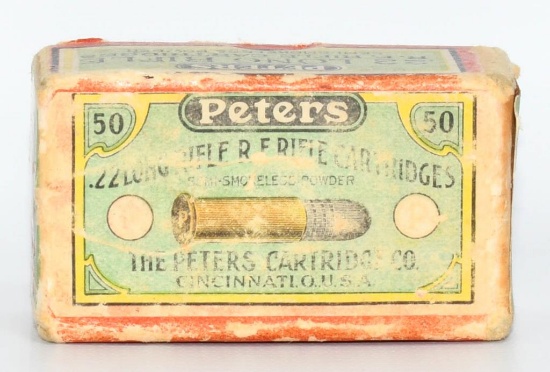 50 Peters 50
.22 LONG RIFLE R.F. RIFLE CARTRIDGES
SEMI-SMOKELESS POWDER
THE PETERS CARTRIDGE CO.
CINCINNATI, O. U.S.A.